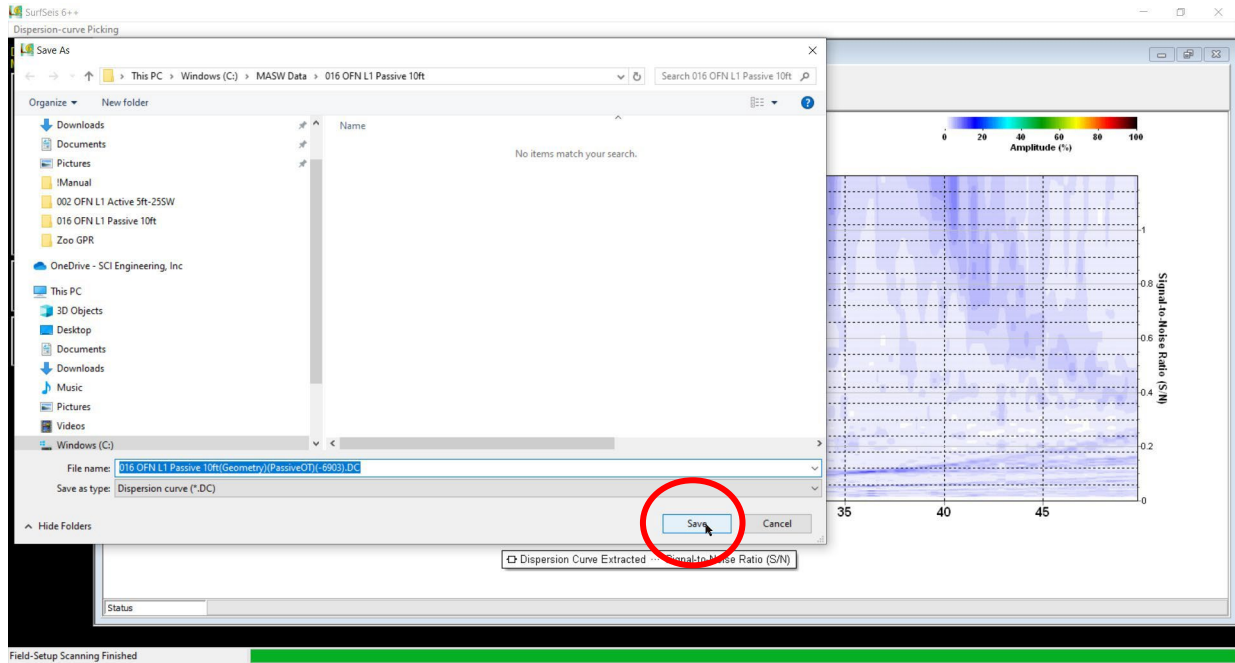 SurfSeis 6++
Dispersion-curve Picking
Save As
This PC > Windows (C:) > MASW Data > 016 OFN L1 Passive 10ft
Search 016 OFN L1 Passive 10ft
Organize
New folder
Downloads
Documents
Pictures
!Manual
002 OFN L1 Active 5ft-25SW
016 OFN L1 Passive 10ft
Zoo GPR
OneDrive - SCI Engineering, Inc
This PC
3D Objects
Desktop
Documents
Downloads
Music
Pictures
Videos
Windows (C:)
Name
No items match your search.
File name: 016 OFN L1 Passive 10ft(Geometry)(PassiveOT)(-6903).DC
Save as type: Dispersion curve (*.DC)
Hide Folders
Save
Cancel
0 20 40 60 80 100
Amplitude (%)
1
0.8
0.6
0.4
0.2
0
Signal-to-Noise Ratio (S/N)
35 40 45
Dispersion Curve Extracted ··· Signal-to-Noise Ratio (S/N)
Status
Field-Setup Scanning Finished